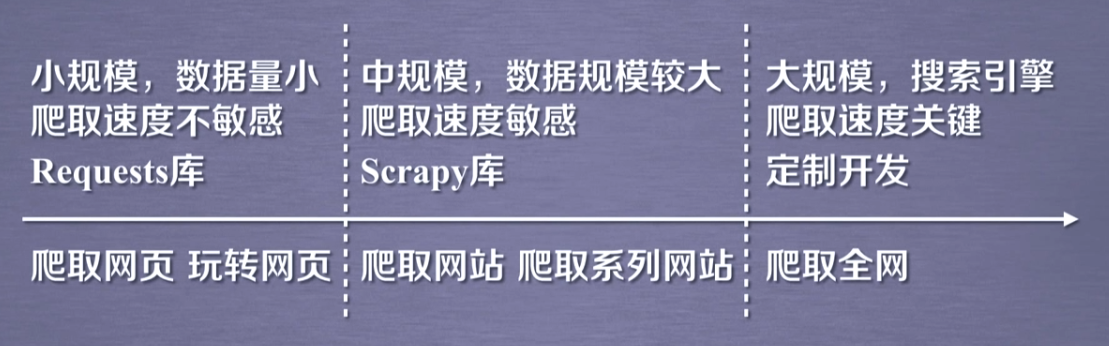 小规模，数据量小
爬取速度不敏感
Requests库
爬取网页 玩转网页
中规模，数据规模较大
爬取速度敏感
Scrapy库
爬取网站 爬取系列网站
大规模，搜索引擎
爬取速度关键
定制开发
爬取全网